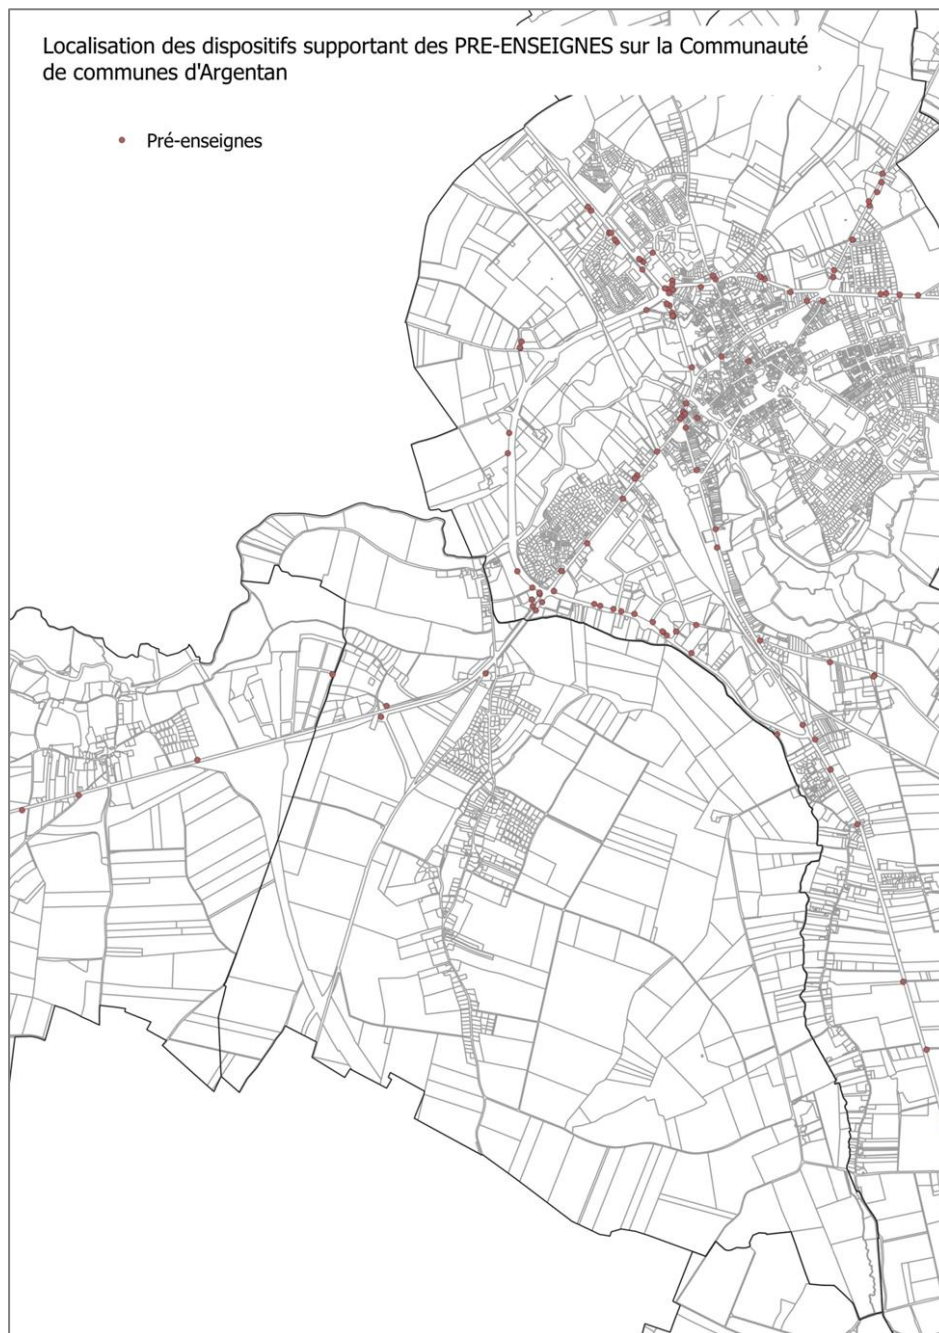 Localisation des dispositifs supportant des PRE-ENSEIGNES sur la Communauté
de communes d'Argentan
Pré-enseignes